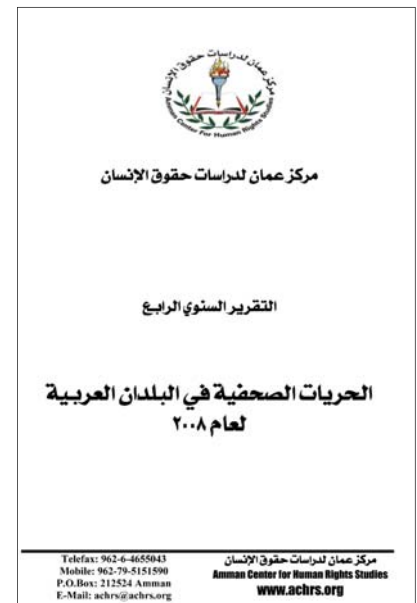 مركز عمان لدراسات حقوق الإنسان
Amman Center for Human Rights Studies
مركز عمان لدراسات حقوق الإنسان
التقرير السنوي الرابع
الحريات الصحفية في البلدان العربية
لعام ٢٠٠٨
Telefax: 962-6-4655043
Mobile: 962-79-5151590
P.O.Box: 212524 Amman
E-Mail: achrs@achrs.org
مركز عمان لدراسات حقوق الإنسان
Amman Center for Human Rights Studies
www.achrs.org